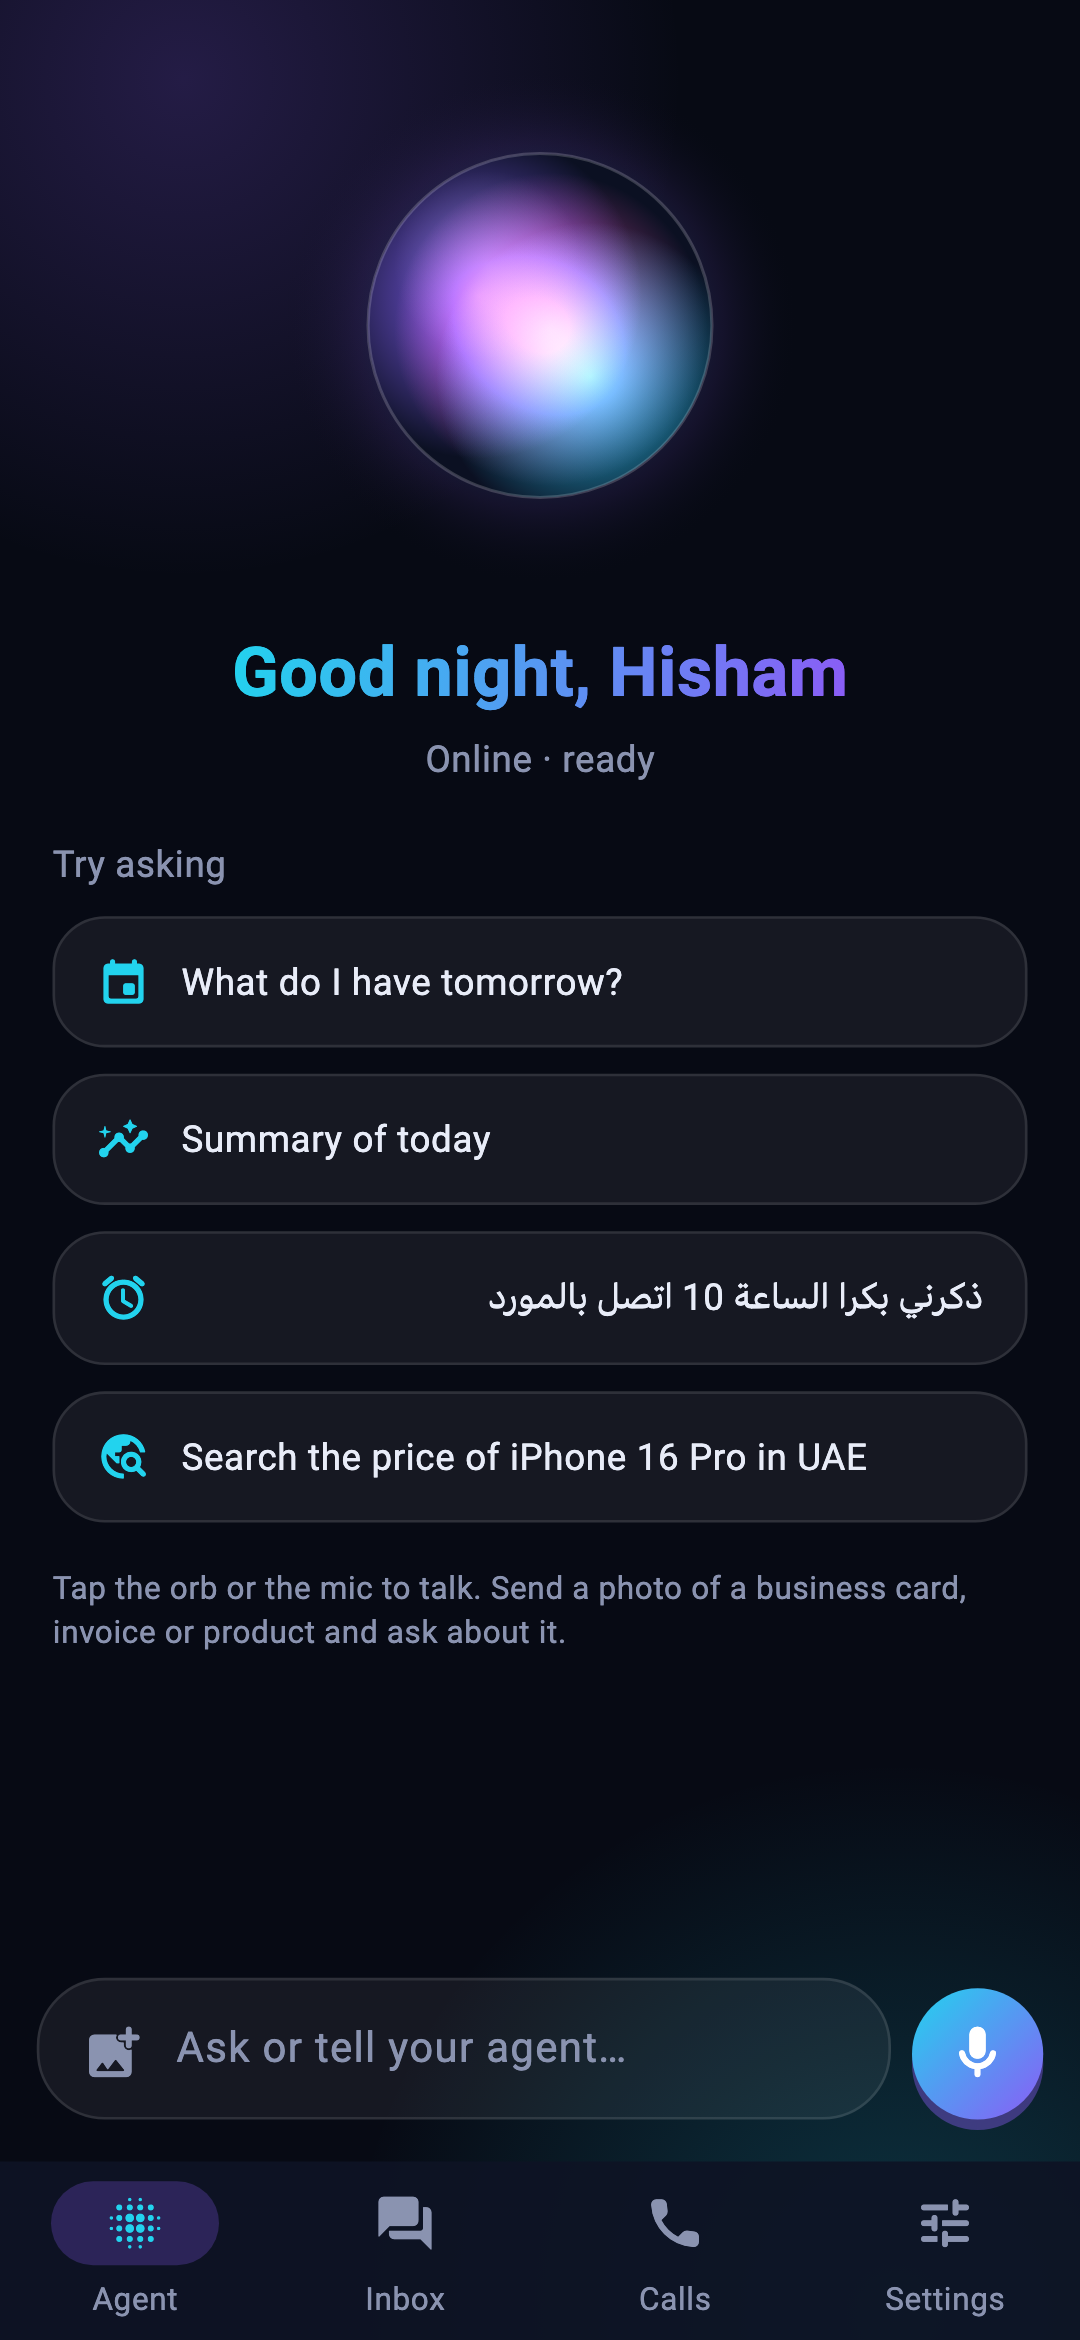 Good night, Hisham
Online · ready
Try asking
What do I have tomorrow?
Summary of today
ذكرني بكرا الساعة 10 اتصل بالمورد
Search the price of iPhone 16 Pro in UAE
Tap the orb or the mic to talk. Send a photo of a business card,
invoice or product and ask about it.
Ask or tell your agent…
Agent
Inbox
Calls
Settings